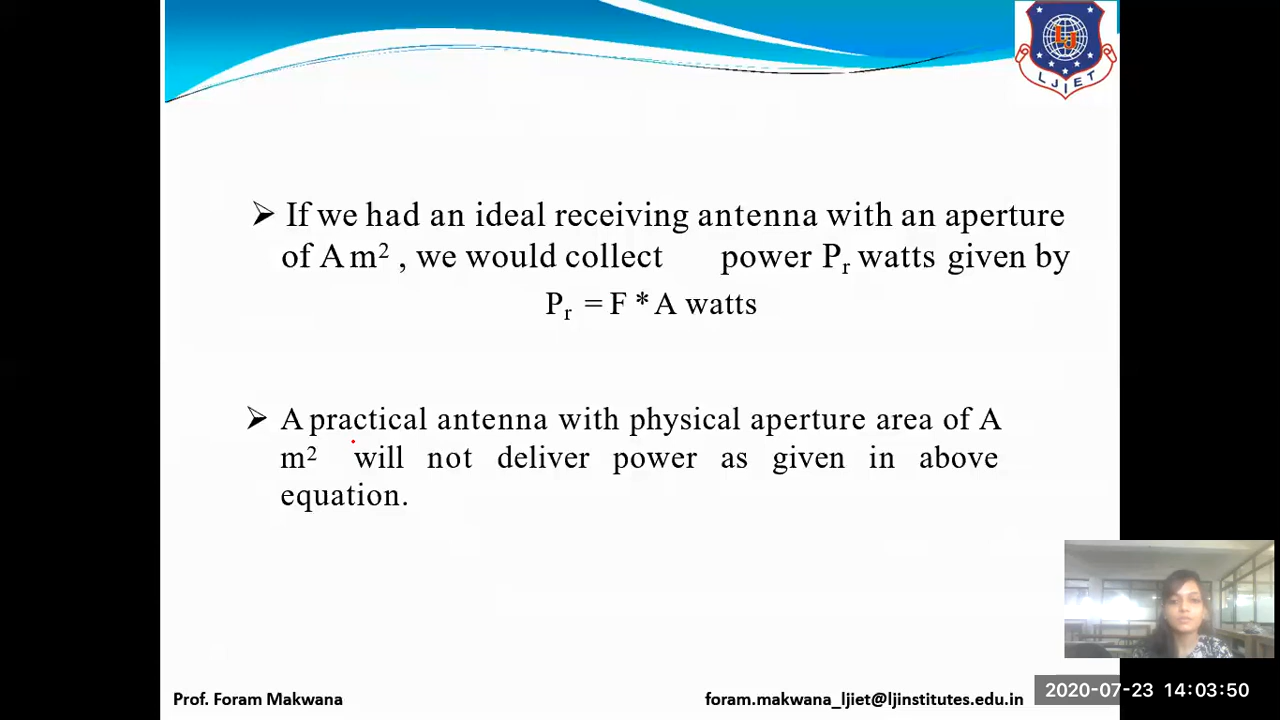 LJ
LJIET
➢ If we had an ideal receiving antenna with an aperture
of A m² , we would collect power Pᵣ watts given by
Pᵣ = F * A watts
➢ A practical antenna with physical aperture area of A
m² will not deliver power as given in above
equation.
Prof. Foram Makwana
foram.makwana_ljiet@ljinstitutes.edu.in
2020-07-23 14:03:50